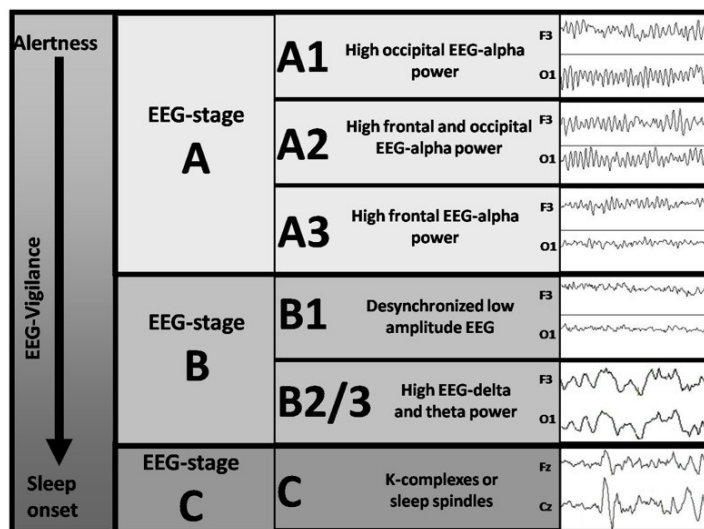 Alertness
EEG-Vigilance
Sleep
onset
EEG-stage
A
A1
High occipital EEG-alpha
power
F3
O1
A2
High frontal and occipital
EEG-alpha power
F3
O1
A3
High frontal EEG-alpha
power
F3
O1
EEG-stage
B
B1
Desynchronized low
amplitude EEG
F3
O1
B2/3
High EEG-delta
and theta power
F3
O1
EEG-stage
C
C
K-complexes or
sleep spindles
Fz
Cz